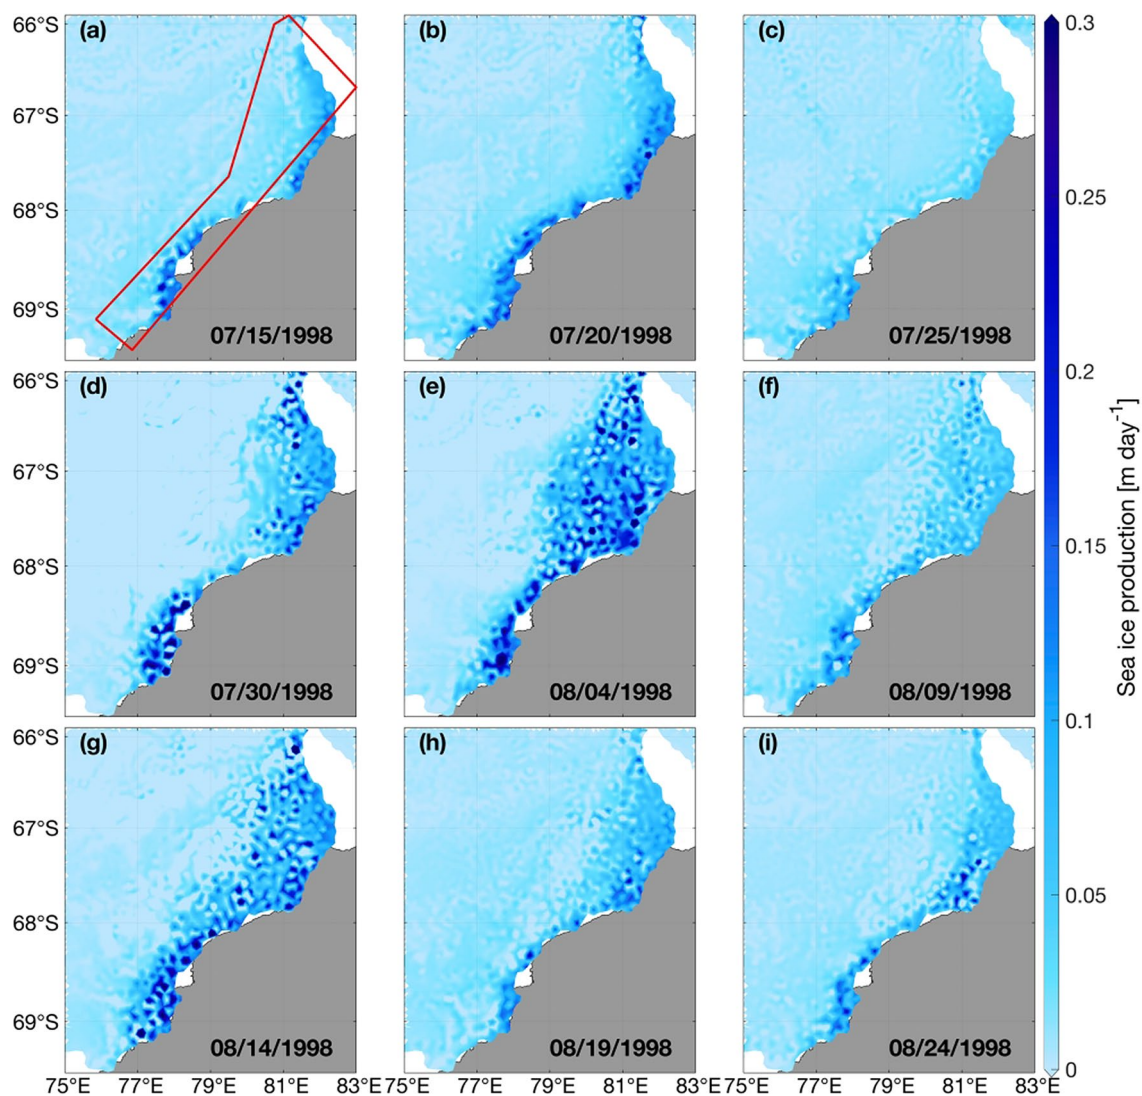 66°S (a) (b) (c) 0.3
67°S
0.25
68°S
69°S
07/15/1998 07/20/1998 07/25/1998
66°S (d) (e) (f) 0.2
67°S
Sea ice production [m day-1]
0.15
68°S
69°S
07/30/1998 08/04/1998 08/09/1998
0.1
66°S (g) (h) (i)
67°S
0.05
68°S
69°S
08/14/1998 08/19/1998 08/24/1998
0
75°E 77°E 79°E 81°E 83°E 75°E 77°E 79°E 81°E 83°E 75°E 77°E 79°E 81°E 83°E